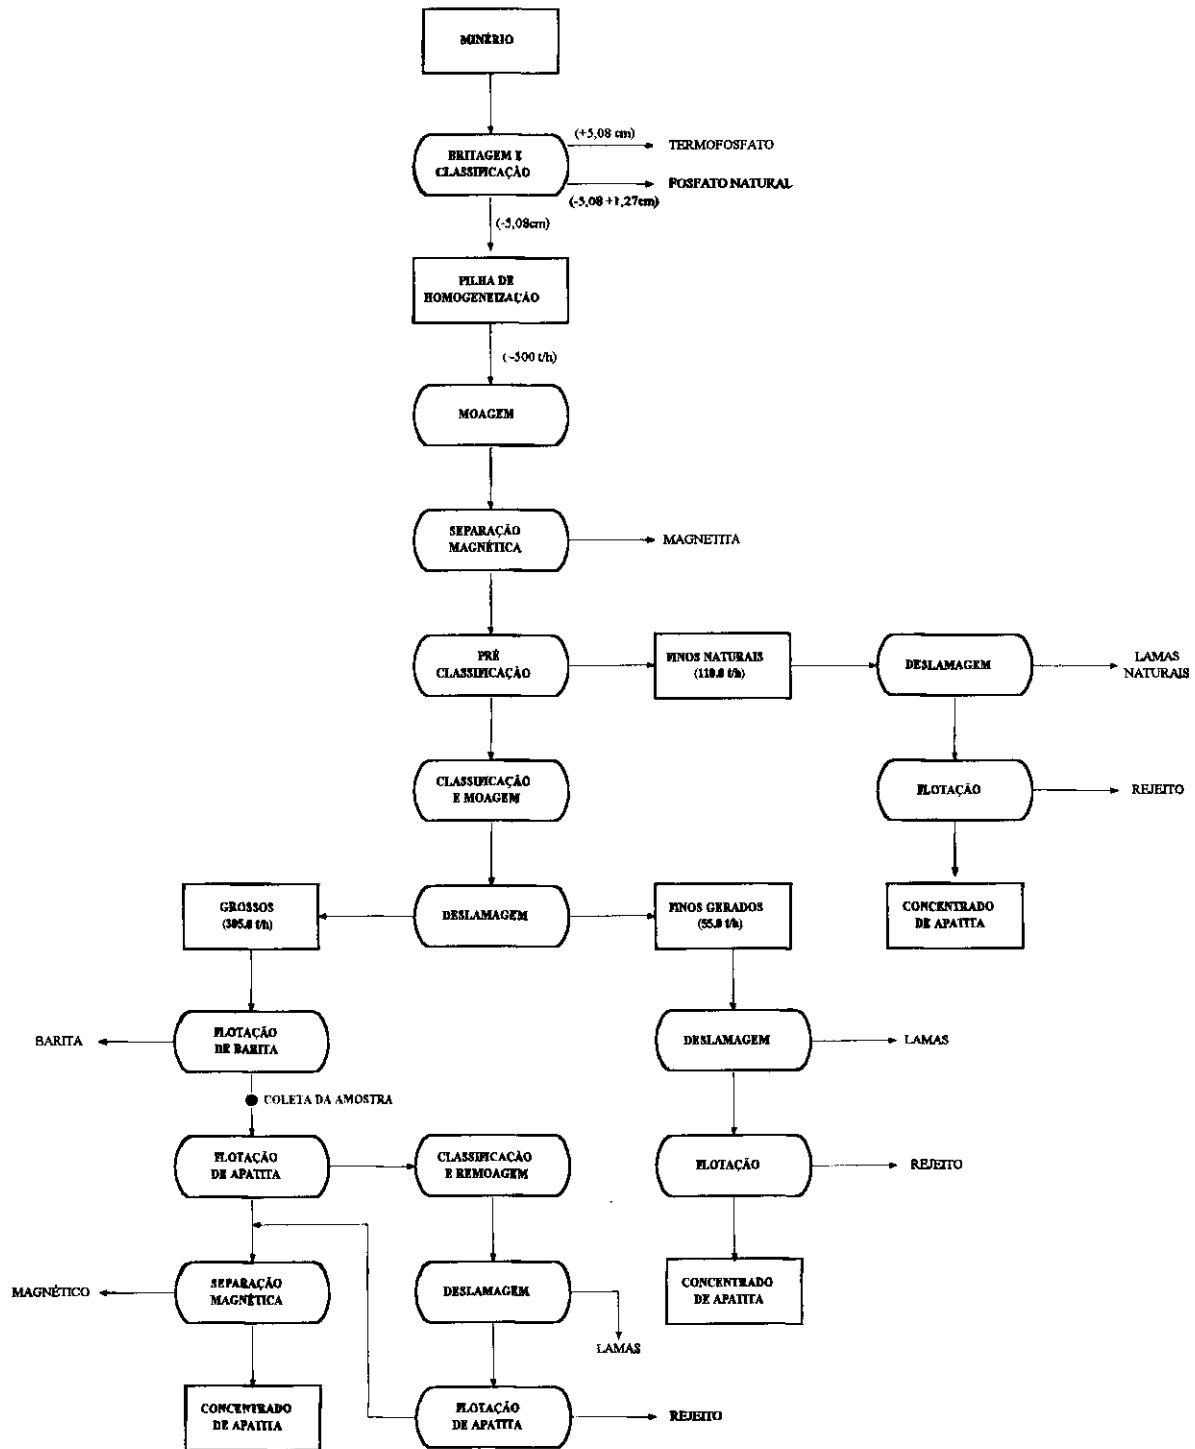 MINÉRIO
(+5,08 cm)
TERMOFOSFATO
BRITAGEM E
CLASSIFICAÇÃO
FOSFATO NATURAL
(-5,08 +1,27cm)
(-5,08cm)
PILHA DE
HOMOGENEIZAÇÃO
(~500 t/h)
MOAGEM
SEPARAÇÃO
MAGNÉTICA
MAGNETITA
PRÉ
CLASSIFICAÇÃO
FINOS NATURAIS
(110.0 t/h)
DESLAMAGEM
LAMAS
NATURAIS
CLASSIFICAÇÃO
E MOAGEM
FLOTAÇÃO
REJEITO
GROSSOS
(305.0 t/h)
DESLAMAGEM
FINOS GERADOS
(55.0 t/h)
CONCENTRADO
DE APATITA
BARITA
FLOTAÇÃO
DE BARITA
DESLAMAGEM
LAMAS
COLETA DA AMOSTRA
FLOTAÇÃO
DE APATITA
CLASSIFICAÇÃO
E REMOAGEM
FLOTAÇÃO
REJEITO
MAGNÉTICO
SEPARAÇÃO
MAGNÉTICA
DESLAMAGEM
CONCENTRADO
DE APATITA
LAMAS
CONCENTRADO
DE APATITA
FLOTAÇÃO
DE APATITA
REJEITO